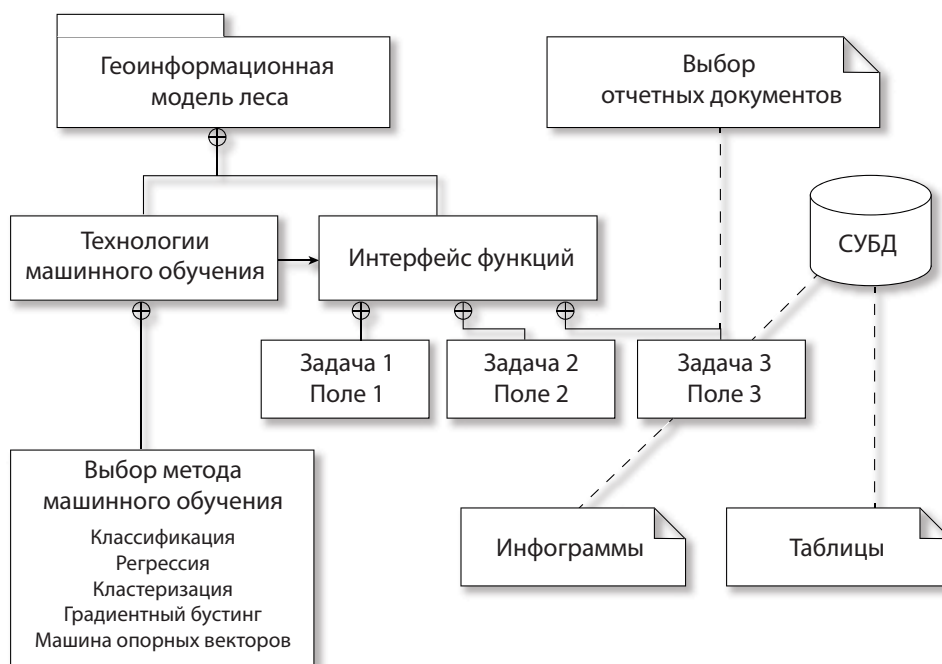 Геоинформационная
модель леса
Выбор
отчетных документов
Технологии
машинного обучения
Интерфейс функций
СУБД
Задача 1
Поле 1
Задача 2
Поле 2
Задача 3
Поле 3
Выбор метода
машинного обучения
Классификация
Регрессия
Кластеризация
Градиентный бустинг
Машина опорных векторов
Инфограммы
Таблицы